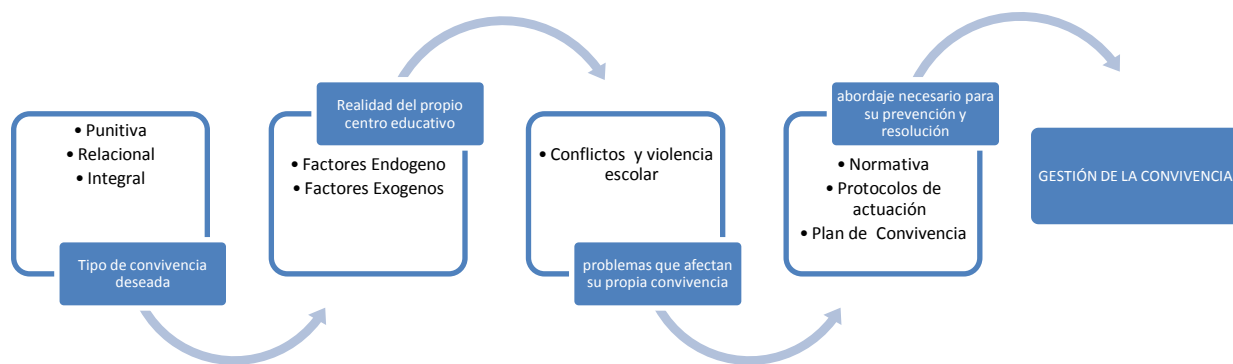 • Punitiva
• Relacional
• Integral
Tipo de convivencia
deseada
Realidad del propio
centro educativo
• Factores Endogeno
• Factores Exogenos
• Conflictos y violencia
escolar
problemas que afectan
su propia convivencia
abordaje necesario para
su prevención y
resolución
• Normativa
• Protocolos de
actuación
• Plan de Convivencia
GESTIÓN DE LA CONVIVENCIA